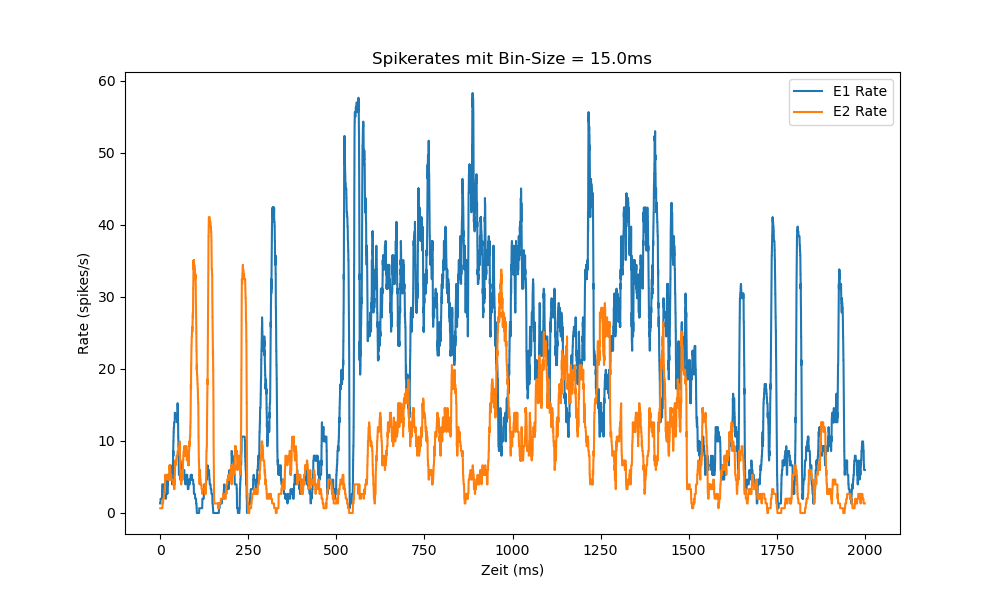 Spikerates mit Bin-Size = 15.0ms
E1 Rate
E2 Rate
60
50
40
30
20
10
0
Rate (spikes/s)
0 250 500 750 1000 1250 1500 1750 2000
Zeit (ms)